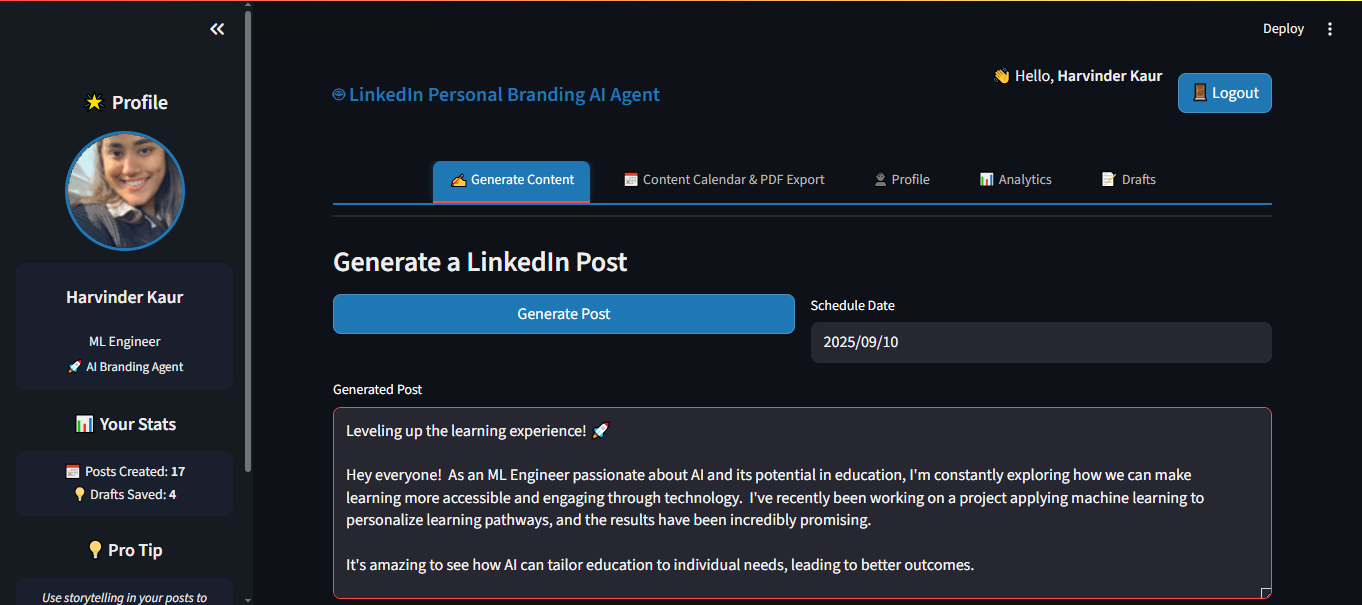 Deploy
🌟 Profile
Harvinder Kaur
ML Engineer
🚀 AI Branding Agent
📊 Your Stats
📅 Posts Created: 17
💡 Drafts Saved: 4
💡 Pro Tip
Use storytelling in your posts to
LinkedIn Personal Branding AI Agent
👋 Hello, Harvinder Kaur
🚪 Logout
✍️ Generate Content
📅 Content Calendar & PDF Export
👤 Profile
📊 Analytics
📝 Drafts
Generate a LinkedIn Post
Generate Post
Schedule Date
2025/09/10
Generated Post
Leveling up the learning experience! 🚀
Hey everyone!  As an ML Engineer passionate about AI and its potential in education, I'm constantly exploring how we can make
learning more accessible and engaging through technology.  I've recently been working on a project applying machine learning to
personalize learning pathways, and the results have been incredibly promising.
It's amazing to see how AI can tailor education to individual needs, leading to better outcomes.